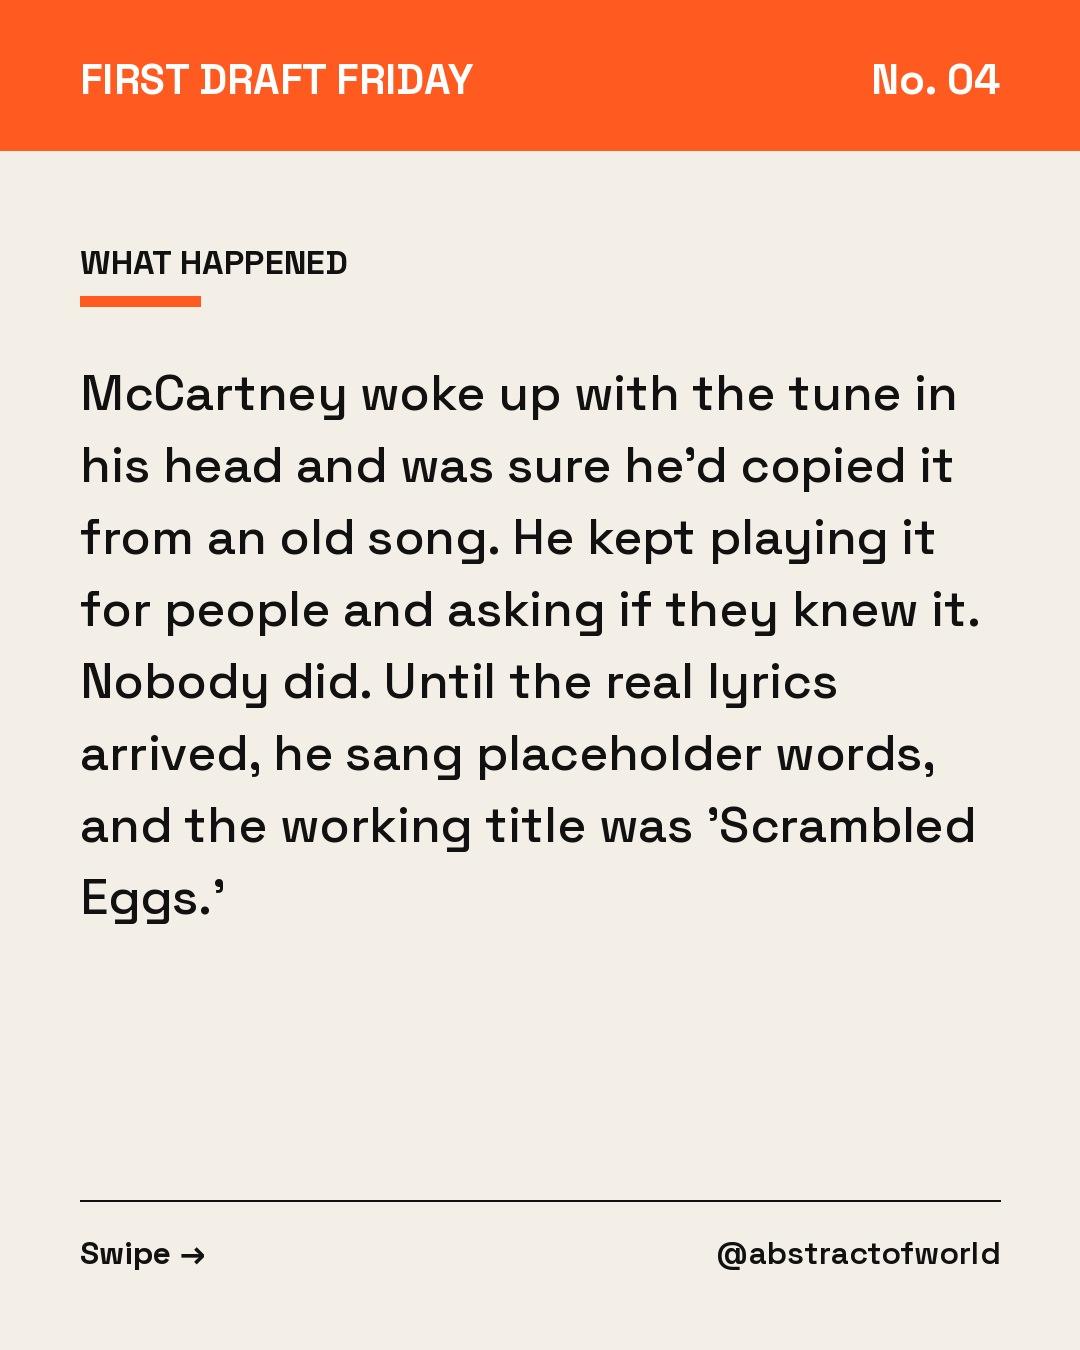 FIRST DRAFT FRIDAY No. 04
WHAT HAPPENED
McCartney woke up with the tune in
his head and was sure he’d copied it
from an old song. He kept playing it
for people and asking if they knew it.
Nobody did. Until the real lyrics
arrived, he sang placeholder words,
and the working title was ’Scrambled
Eggs.’
Swipe → @abstractofworld